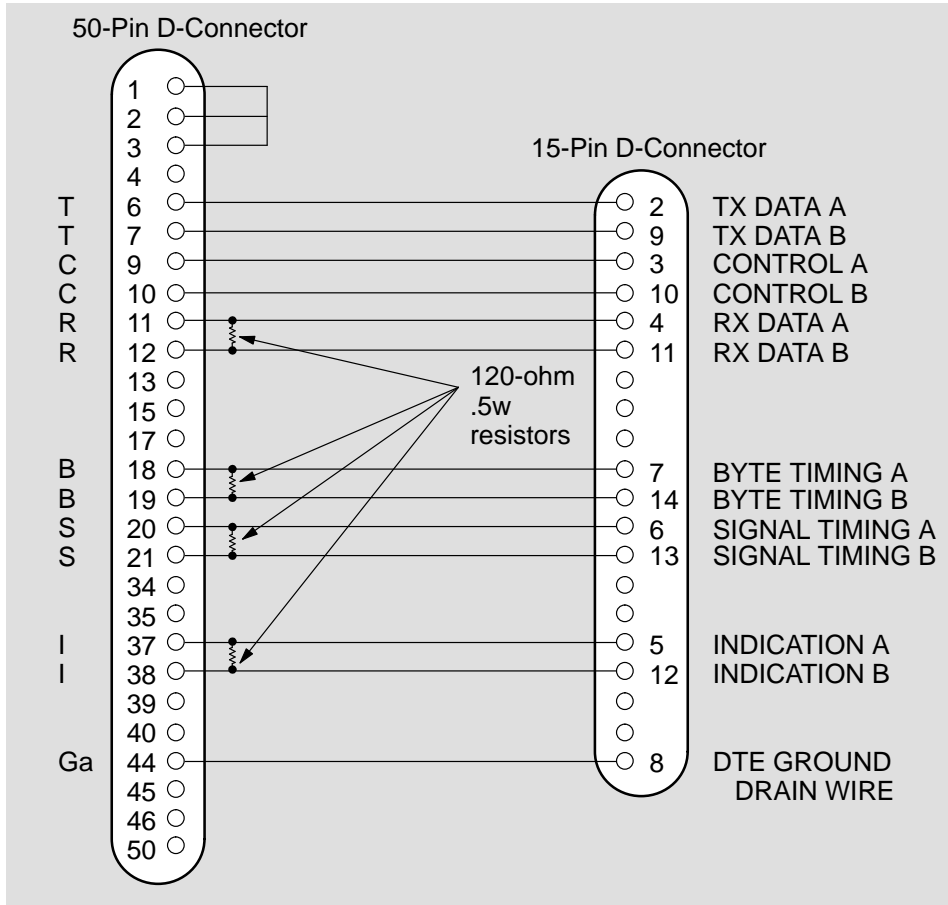 50-Pin D-Connector
1
2
3
15-Pin D-Connector
4
T 6 2 TX DATA A
T 7 9 TX DATA B
C 9 3 CONTROL A
C 10 10 CONTROL B
R 11 4 RX DATA A
R 12 11 RX DATA B
13
120-ohm
.5w
resistors
15
17
B 18 7 BYTE TIMING A
B 19 14 BYTE TIMING B
S 20 6 SIGNAL TIMING A
S 21 13 SIGNAL TIMING B
34
35
I 37 5 INDICATION A
I 38 12 INDICATION B
39
40
Ga 44 8 DTE GROUND
45 DRAIN WIRE
46
50